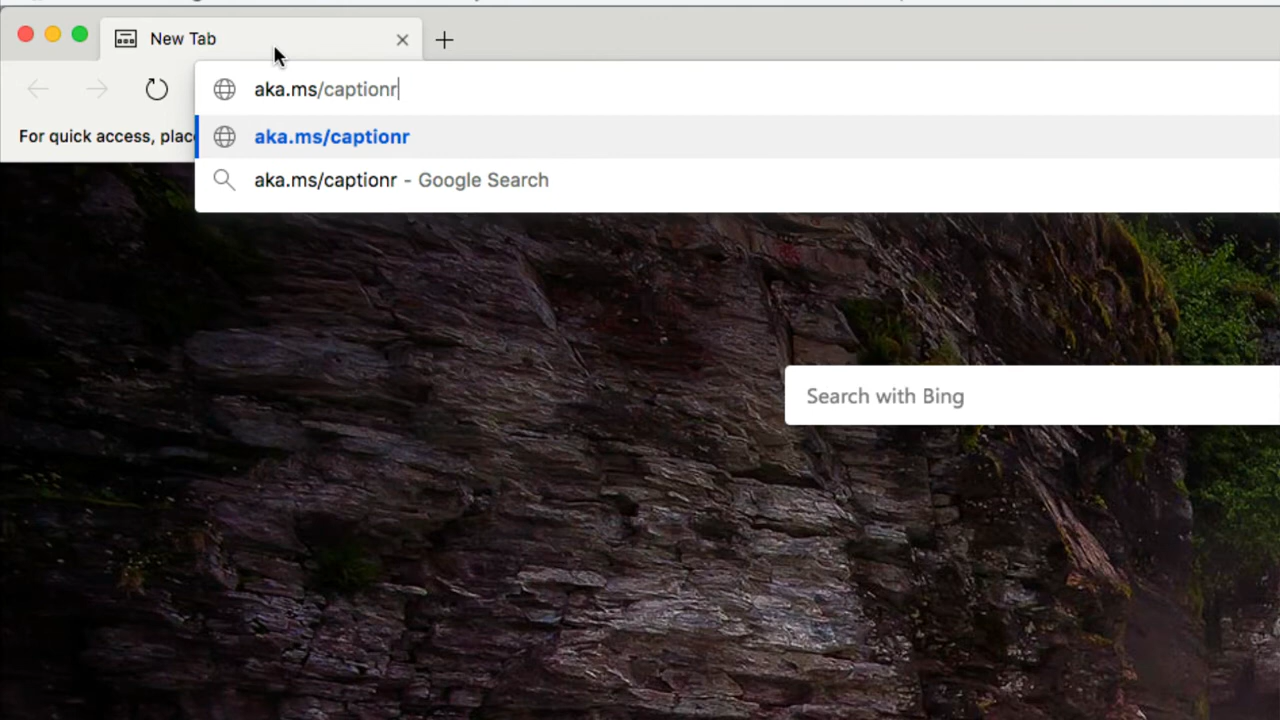 New Tab
aka.ms/captionr
For quick access, plac
aka.ms/captionr
aka.ms/captionr - Google Search
Search with Bing